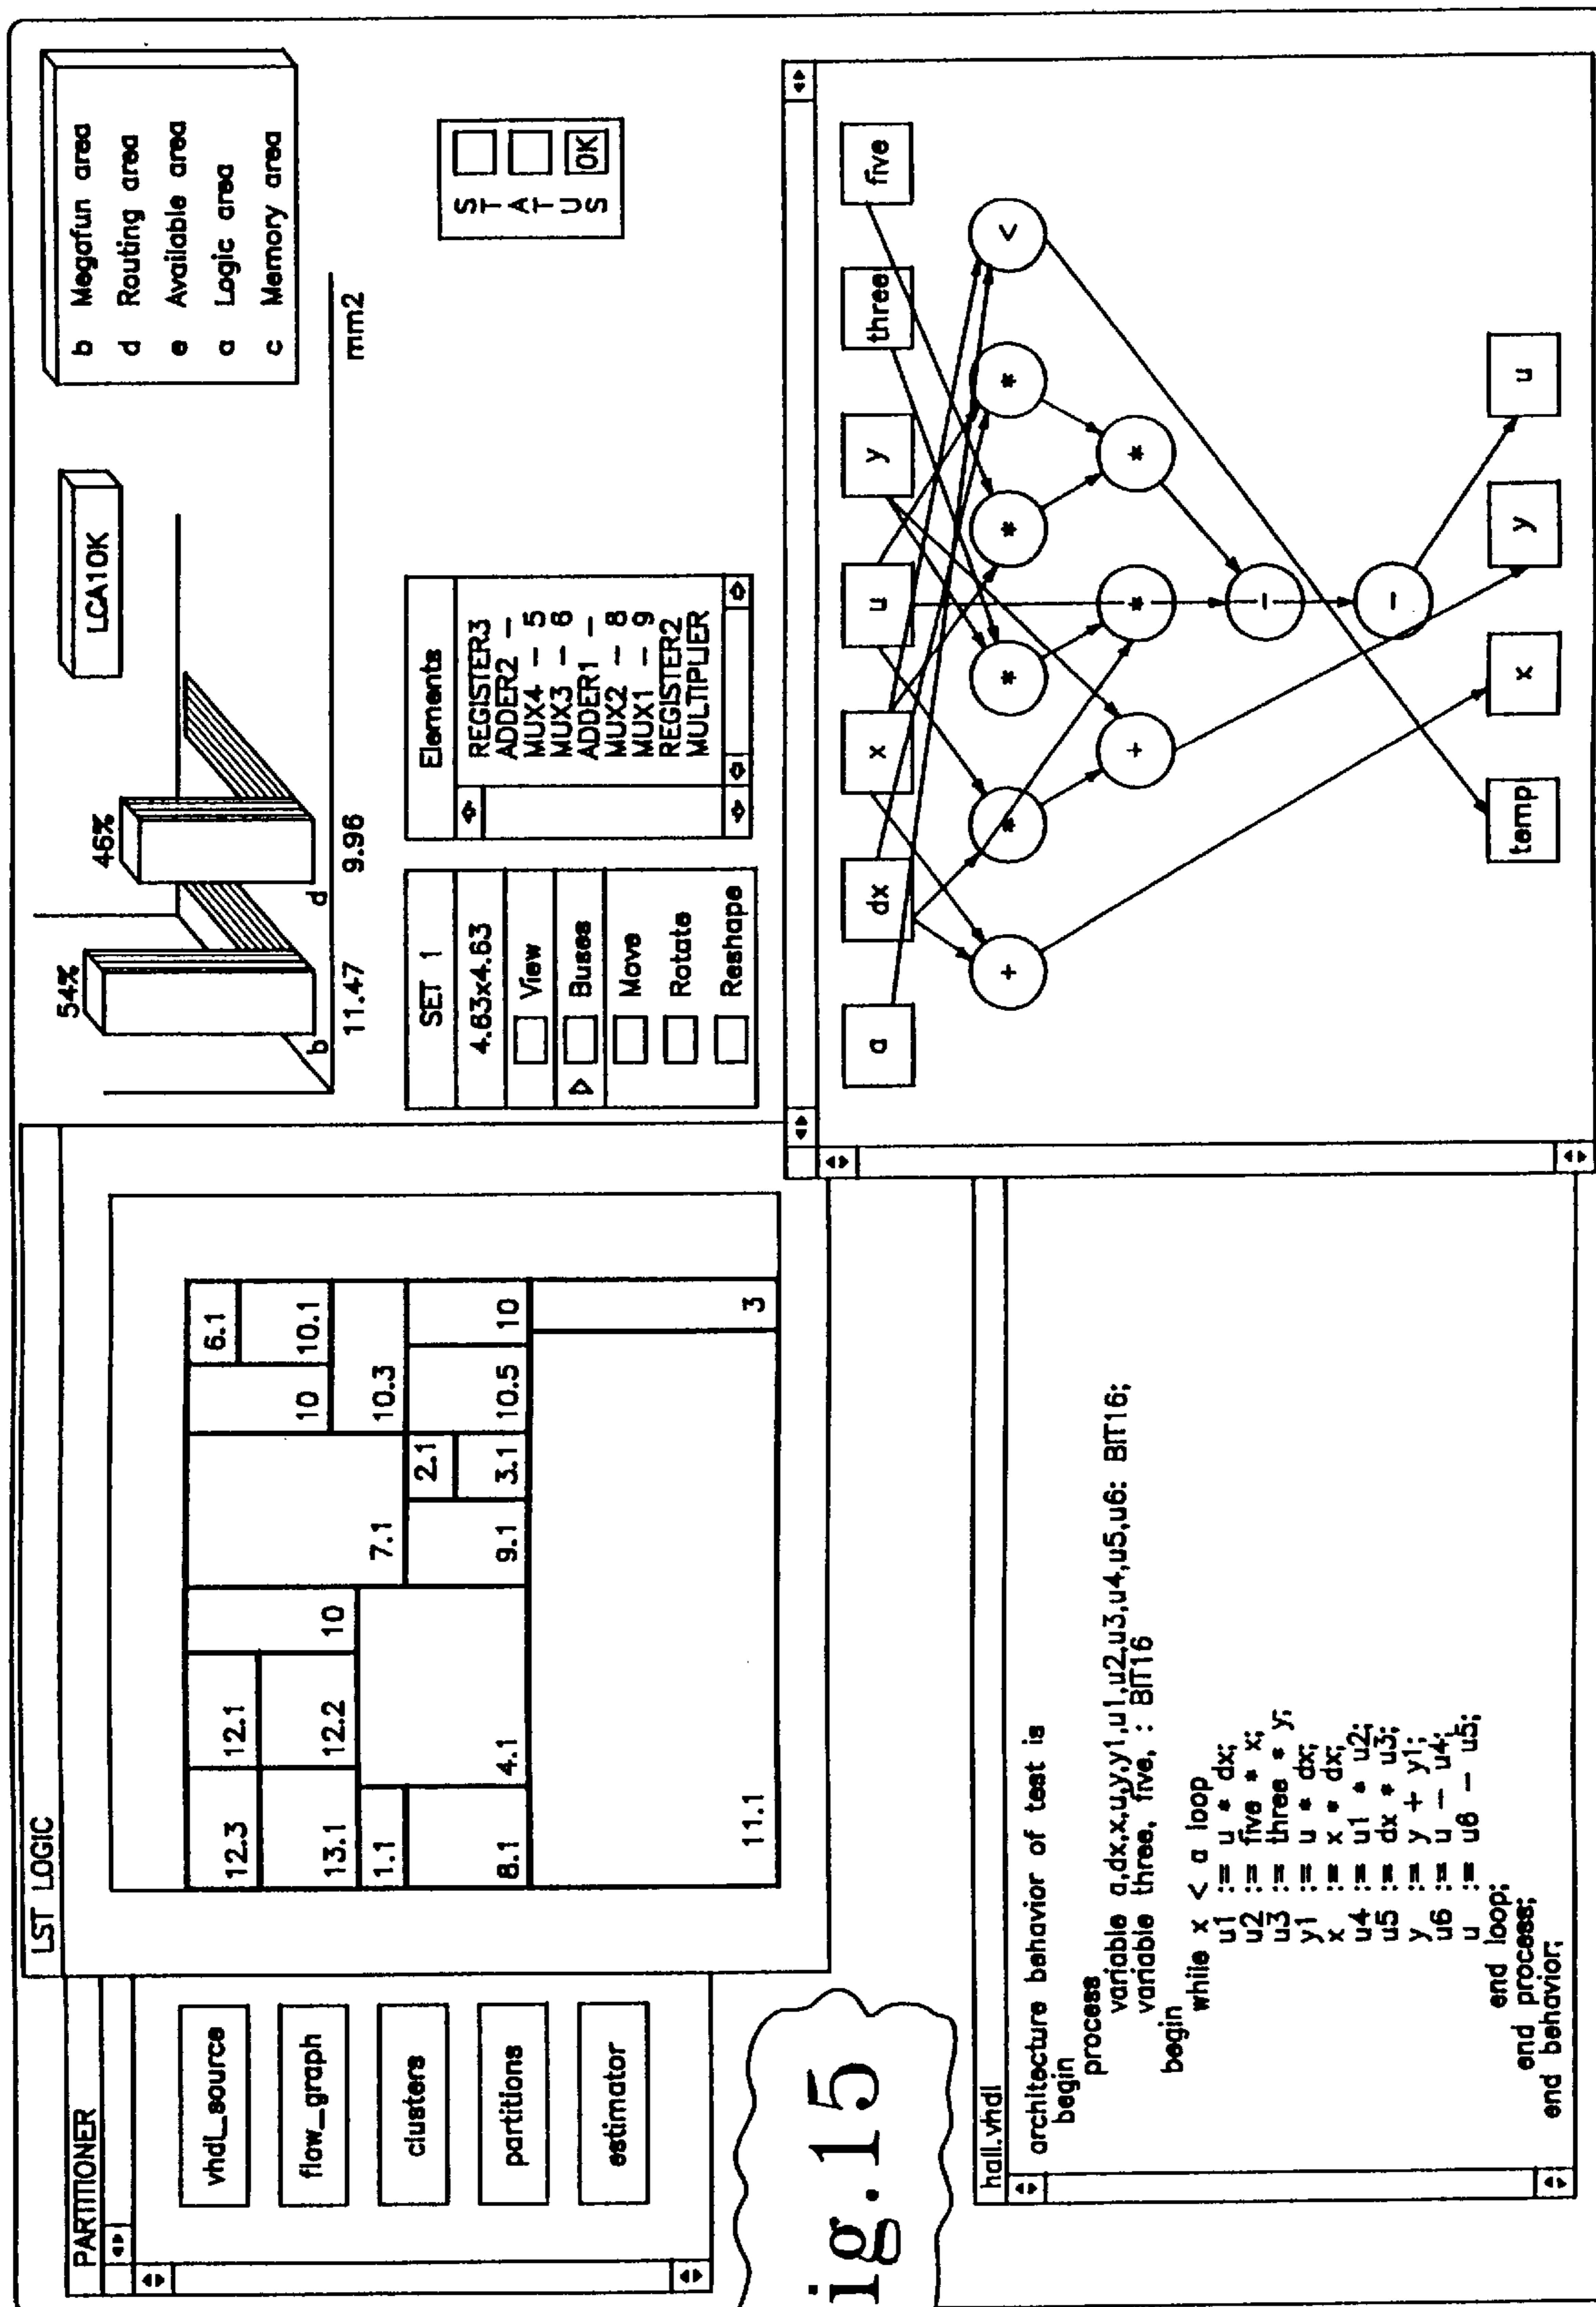 PARTITIONER
vhdl_source
flow_graph
clusters
partitions
estimator
LST LOGIC
12.3
12.1
10
7.1
10
6.1
13.1
12.2
10.1
1.1
10.3
8.1
4.1
9.1
2.1
3.1
10.5
10
11.1
3
54%
46%
LCA10K
b
d
11.47
9.96
mm2
b Megafun area
d Routing area
e Available area
a Logic area
c Memory area
SET 1
4.63x4.63
View
Buses
Move
Rotate
Reshape
Elements
REGISTER3
ADDER2 -
MUX4 - 5
MUX3 - 6
ADDER1 -
MUX2 - 8
MUX1 - 9
REGISTER2
MULTIPLIER
STATUS
OK
ig.15
hall.vhdl
architecture behavior of test is
begin
process
variable a,dx,x,u,y,y1,u1,u2,u3,u4,u5,u6: BIT16;
variable three, five, : BIT16
begin
while x < a loop
u1 := u * dx;
u2 := five * x;
u3 := three * y;
y1 := u * dx;
x := x * dx;
u4 := u1 * u2;
u5 := dx * u3;
y := y + y1;
u6 := u - u4;
u := u6 - u5;
end loop;
end process;
end behavior;
a
dx
x
u
y
three
five
+
*
*
*
*
<
+
*
*
-
-
temp
x
y
u